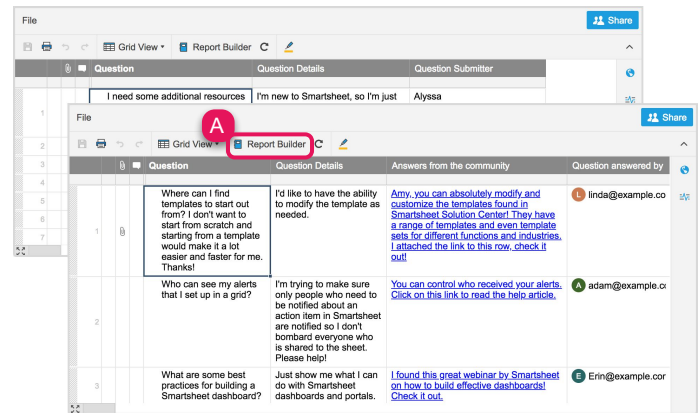 File
Share
Grid View
Report Builder
Question
Question Details
Question Submitter
1
I need some additional resources
I'm new to Smartsheet, so I'm just
Alyssa
2
3
4
5
6
7
A
File
Share
Grid View
Report Builder
Question
Question Details
Answers from the community
Question answered by
1
Where can I find
templates to start out
from? I don't want to
start from scratch and
starting from a template
would make it a lot
easier and faster for me.
Thanks!
I'd like to have the ability
to modify the template as
needed.
Amy, you can absolutely modify and
customize the templates found in
Smartsheet Solution Center! They have
a range of templates and even template
sets for different functions and industries.
I attached the link to this row, check it
out!
L linda@example.co
2
Who can see my alerts
that I set up in a grid?
I'm trying to make sure
only people who need to
be notified about an
action item in Smartsheet
are notified so I don't
bombard everyone who
is shared to the sheet.
Please help!
You can control who received your alerts.
Click on this link to read the help article.
A adam@example.co
3
What are some best
practices for building a
Smartsheet dashboard?
Just show me what I can
do with Smartsheet
dashboards and portals.
I found this great webinar by Smartsheet
on how to build effective dashboards!
Check it out.
E Erin@example.cor